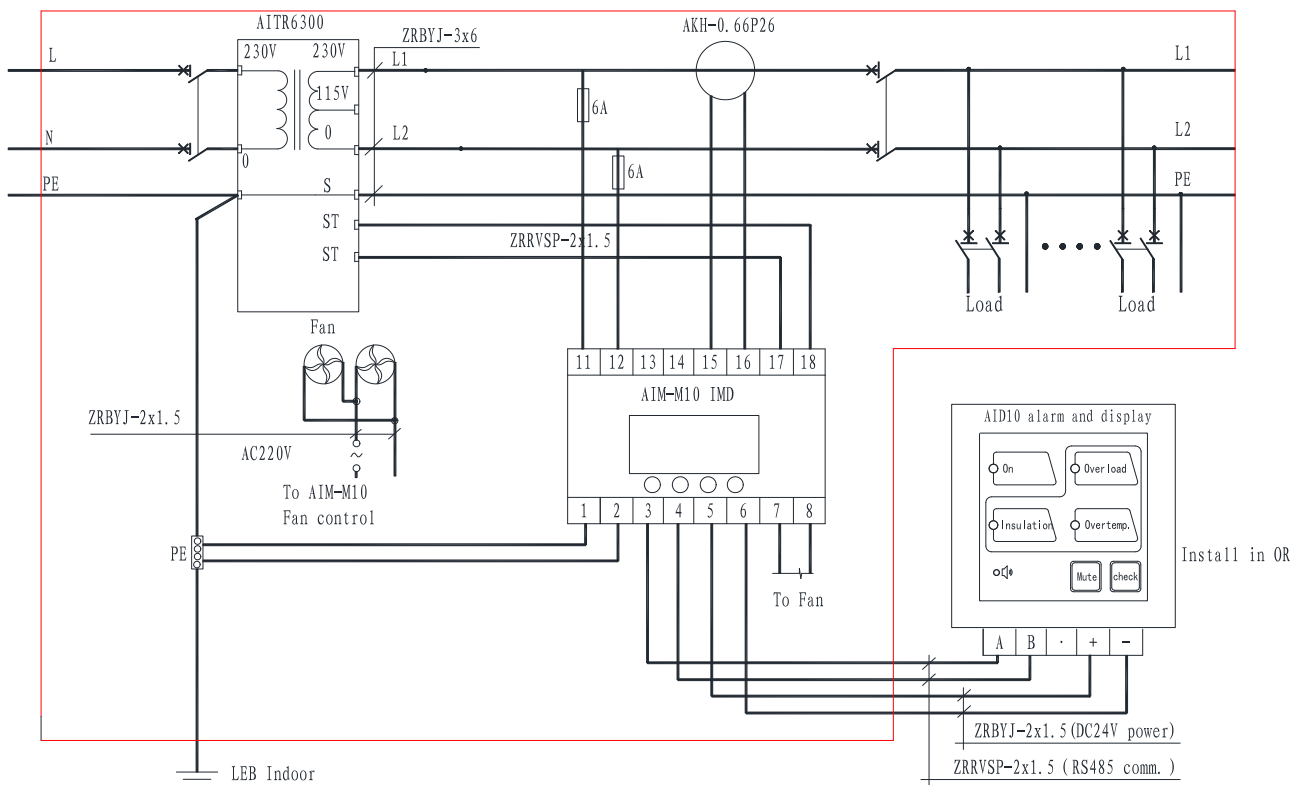 AITR6300
AKH-0.66P26
ZRBYJ-3x6
L
230V
230V
L1
L1
115V
6A
N
0
L2
L2
0
6A
PE
S
PE
ST
ZRRVSP-2x1.5
ST
Load
Load
Fan
11 12 13 14 15 16 17 18
AIM-M10 IMD
ZRBYJ-2x1.5
AC220V
~
To AIM-M10
Fan control
1 2 3 4 5 6 7 8
PE
To Fan
AID10 alarm and display
On
Overload
Insulation
Overtemp.
Mute
check
Install in OR
A B · + -
ZRBYJ-2x1.5(DC24V power)
ZRRVSP-2x1.5 (RS485 comm. )
LEB Indoor